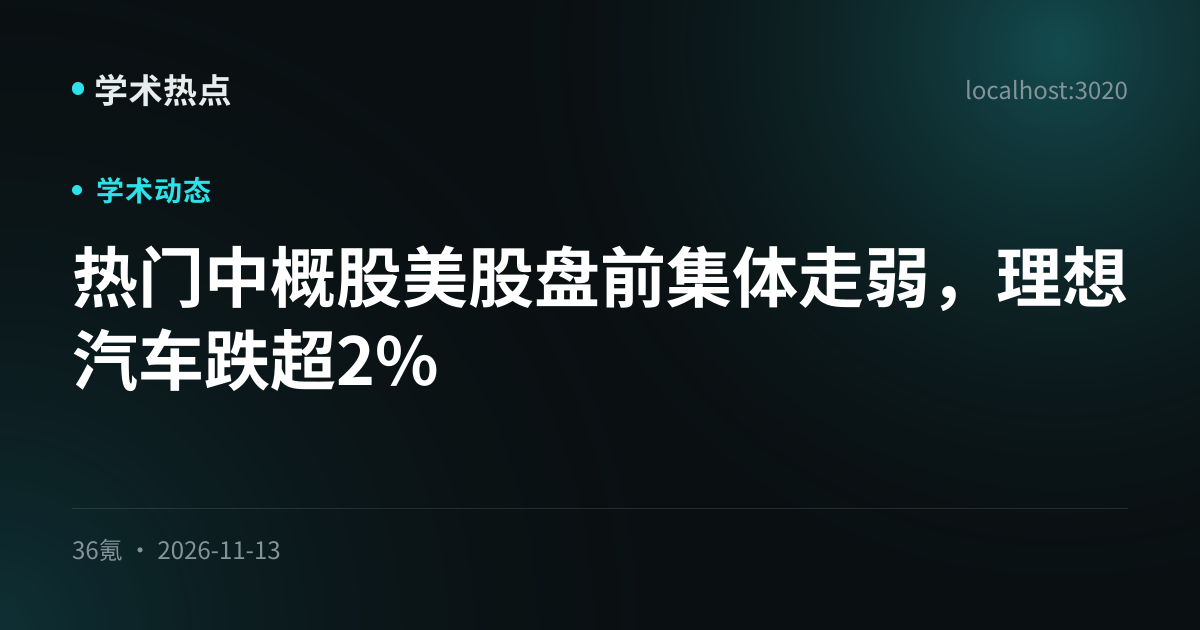 学术热点
localhost:3020
学术动态
热门中概股美股盘前集体走弱，理想
汽车跌超2%
36氪 · 2026-11-13